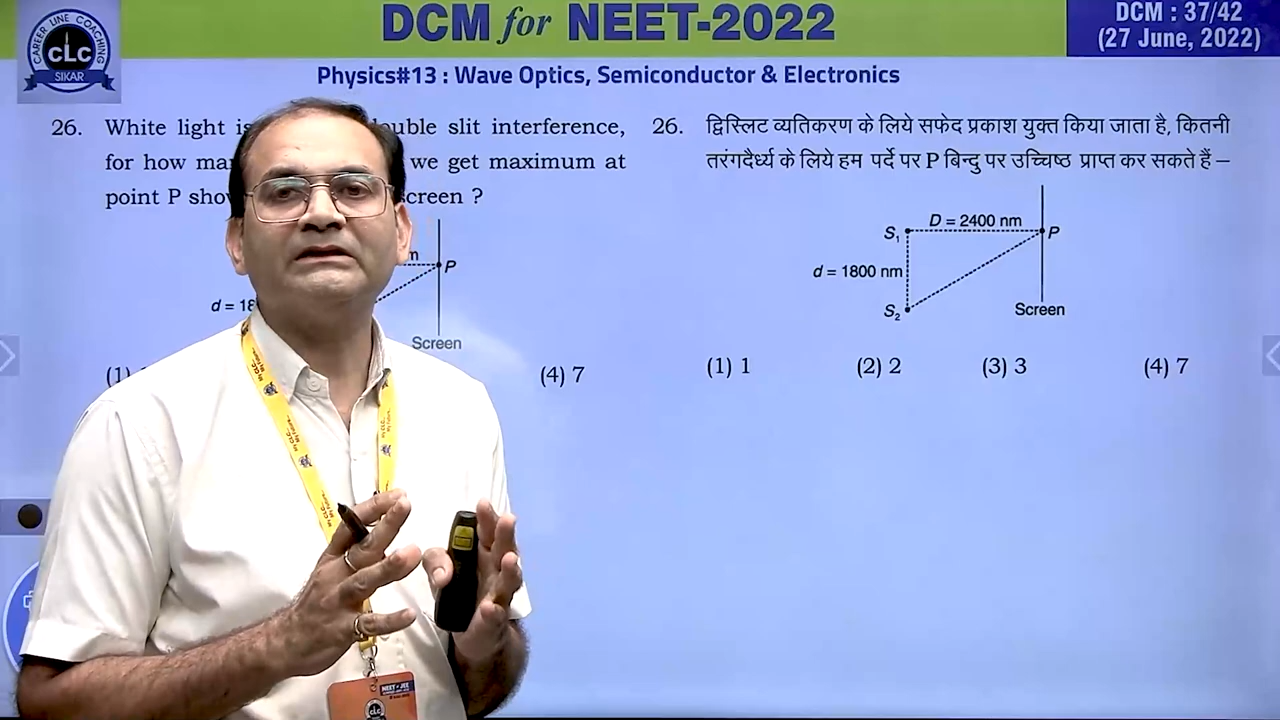 DCM for NEET-2022
DCM : 37/42
(27 June, 2022)
CAREER LINE COACHING
CLC
SIKAR
Physics#13 : Wave Optics, Semiconductor & Electronics
26. White light is double slit interference,
for how we get maximum at
point P screen ?
P
d = 18
Screen
(1)
(4) 7
26. द्विस्लिट व्यतिकरण के लिये सफेद प्रकाश युक्त किया जाता है, कितनी
तरंगदैर्ध्य के लिये हम पर्दे पर P बिन्दु पर उच्चिष्ठ प्राप्त कर सकते हैं –
D = 2400 nm
S1
P
d = 1800 nm
S2
Screen
(1) 1 (2) 2 (3) 3 (4) 7
NEET • JEE
CLC